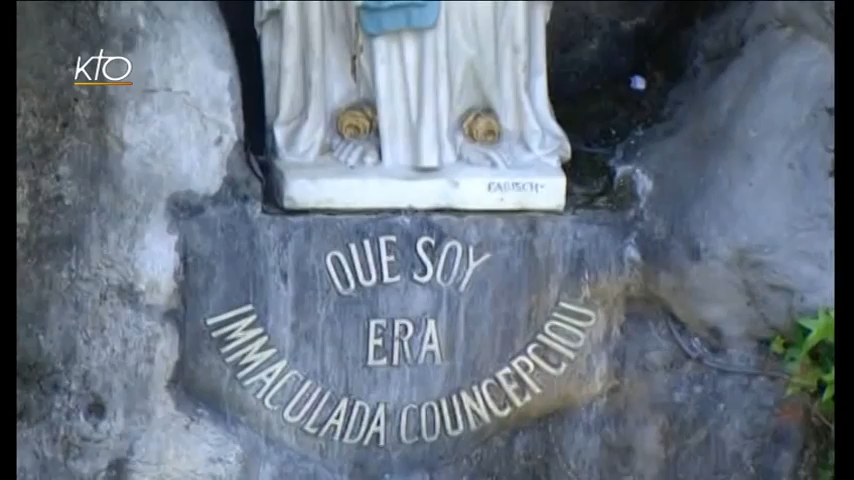 KTO
FABISCH-
QUE SOY
ERA
IMMACULADA COUNCEPCIOU